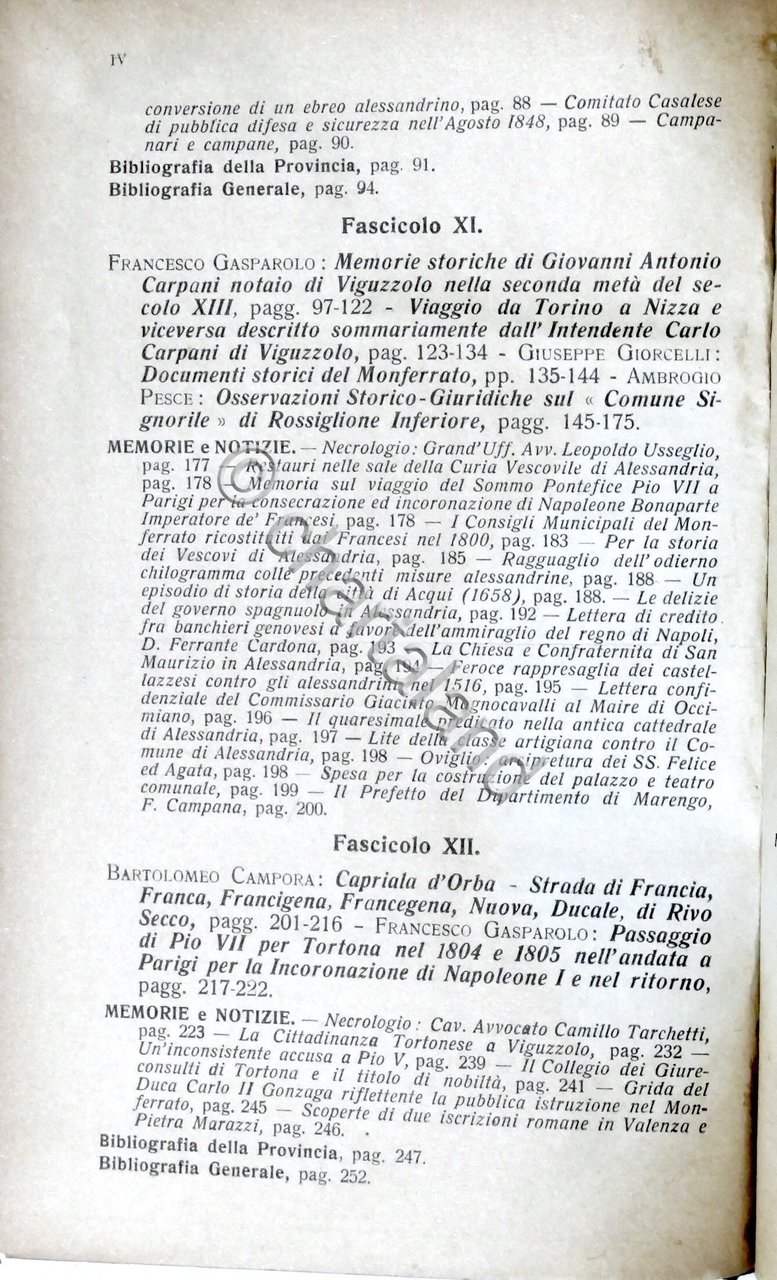 IV
conversione di un ebreo alessandrino, pag. 88 — Comitato Casalese
di pubblica difesa e sicurezza nell'Agosto 1848, pag. 89 — Campa-
nari e campane, pag. 90.
Bibliografia della Provincia, pag. 91.
Bibliografia Generale, pag. 94.
Fascicolo XI.
FRANCESCO GASPAROLO: Memorie storiche di Giovanni Antonio
Carpani notaio di Viguzzolo nella seconda metà del se-
colo XIII, pagg. 97-122 - Viaggio da Torino a Nizza e
viceversa descritto sommariamente dall' Intendente Carlo
Carpani di Viguzzolo, pag. 123-134 - GIUSEPPE GIORCELLI:
Documenti storici del Monferrato, pp. 135-144 - AMBROGIO
PESCE: Osservazioni Storico-Giuridiche sul « Comune Si-
gnorile » di Rossiglione Inferiore, pagg. 145-175.
MEMORIE e NOTIZIE. — Necrologio: Grand'Uff. Avv. Leopoldo Usseglio,
pag. 177 — Restauri nelle sale della Curia Vescovile di Alessandria,
pag. 178 — Memoria sul viaggio del Sommo Pontefice Pio VII a
Parigi per la consecrazione ed incoronazione di Napoleone Bonaparte
Imperatore de' Francesi, pag. 178 — I Consigli Municipali del Mon-
ferrato ricostituiti dai Francesi nel 1800, pag. 183 — Per la storia
dei Vescovi di Alessandria, pag. 185 — Ragguaglio dell'odierno
chilogramma colle precedenti misure alessandrine, pag. 188 — Un
episodio di storia della città di Acqui (1658), pag. 188. — Le delizie
del governo spagnuolo in Alessandria, pag. 192 — Lettera di credito
fra banchieri genovesi a favore dell'ammiraglio del regno di Napoli,
D. Ferrante Cardona, pag. 193 — La Chiesa e Confraternita di San
Maurizio in Alessandria, pag. 194 — Feroce rappresaglia dei castel-
lazzesi contro gli alessandrini nel 1516, pag. 195 — Lettera confi-
denziale del Commissario Giacinto Magnocavalli al Maire di Occi-
miano, pag. 196 — Il quaresimale predicato nella antica cattedrale
di Alessandria, pag. 197 — Lite della classe artigiana contro il Co-
mune di Alessandria, pag. 198 — Oviglio: arcipretura dei SS. Felice
ed Agata, pag. 198 — Spesa per la costruzione del palazzo e teatro
comunale, pag. 199 — Il Prefetto del Dipartimento di Marengo,
F. Campana, pag. 200.
Fascicolo XII.
BARTOLOMEO CAMPORA: Capriata d'Orba - Strada di Francia,
Franca, Francigena, Francegena, Nuova, Ducale, di Rivo
Secco, pagg. 201-216 - FRANCESCO GASPAROLO: Passaggio
di Pio VII per Tortona nel 1804 e 1805 nell'andata a
Parigi per la Incoronazione di Napoleone I e nel ritorno,
pagg. 217-222.
MEMORIE e NOTIZIE. — Necrologio: Cav. Avvocato Camillo Tarchetti,
pag. 223 — La Cittadinanza Tortonese a Viguzzolo, pag. 232 —
Un'inconsistente accusa a Pio V, pag. 239 — Il Collegio dei Giure-
consulti di Tortona e il titolo di nobiltà, pag. 241 — Grida del
Duca Carlo II Gonzaga riflettente la pubblica istruzione nel Mon-
ferrato, pag. 245 — Scoperte di due iscrizioni romane in Valenza e
Pietra Marazzi, pag. 246.
Bibliografia della Provincia, pag. 247.
Bibliografia Generale, pag. 252.
© chartaland